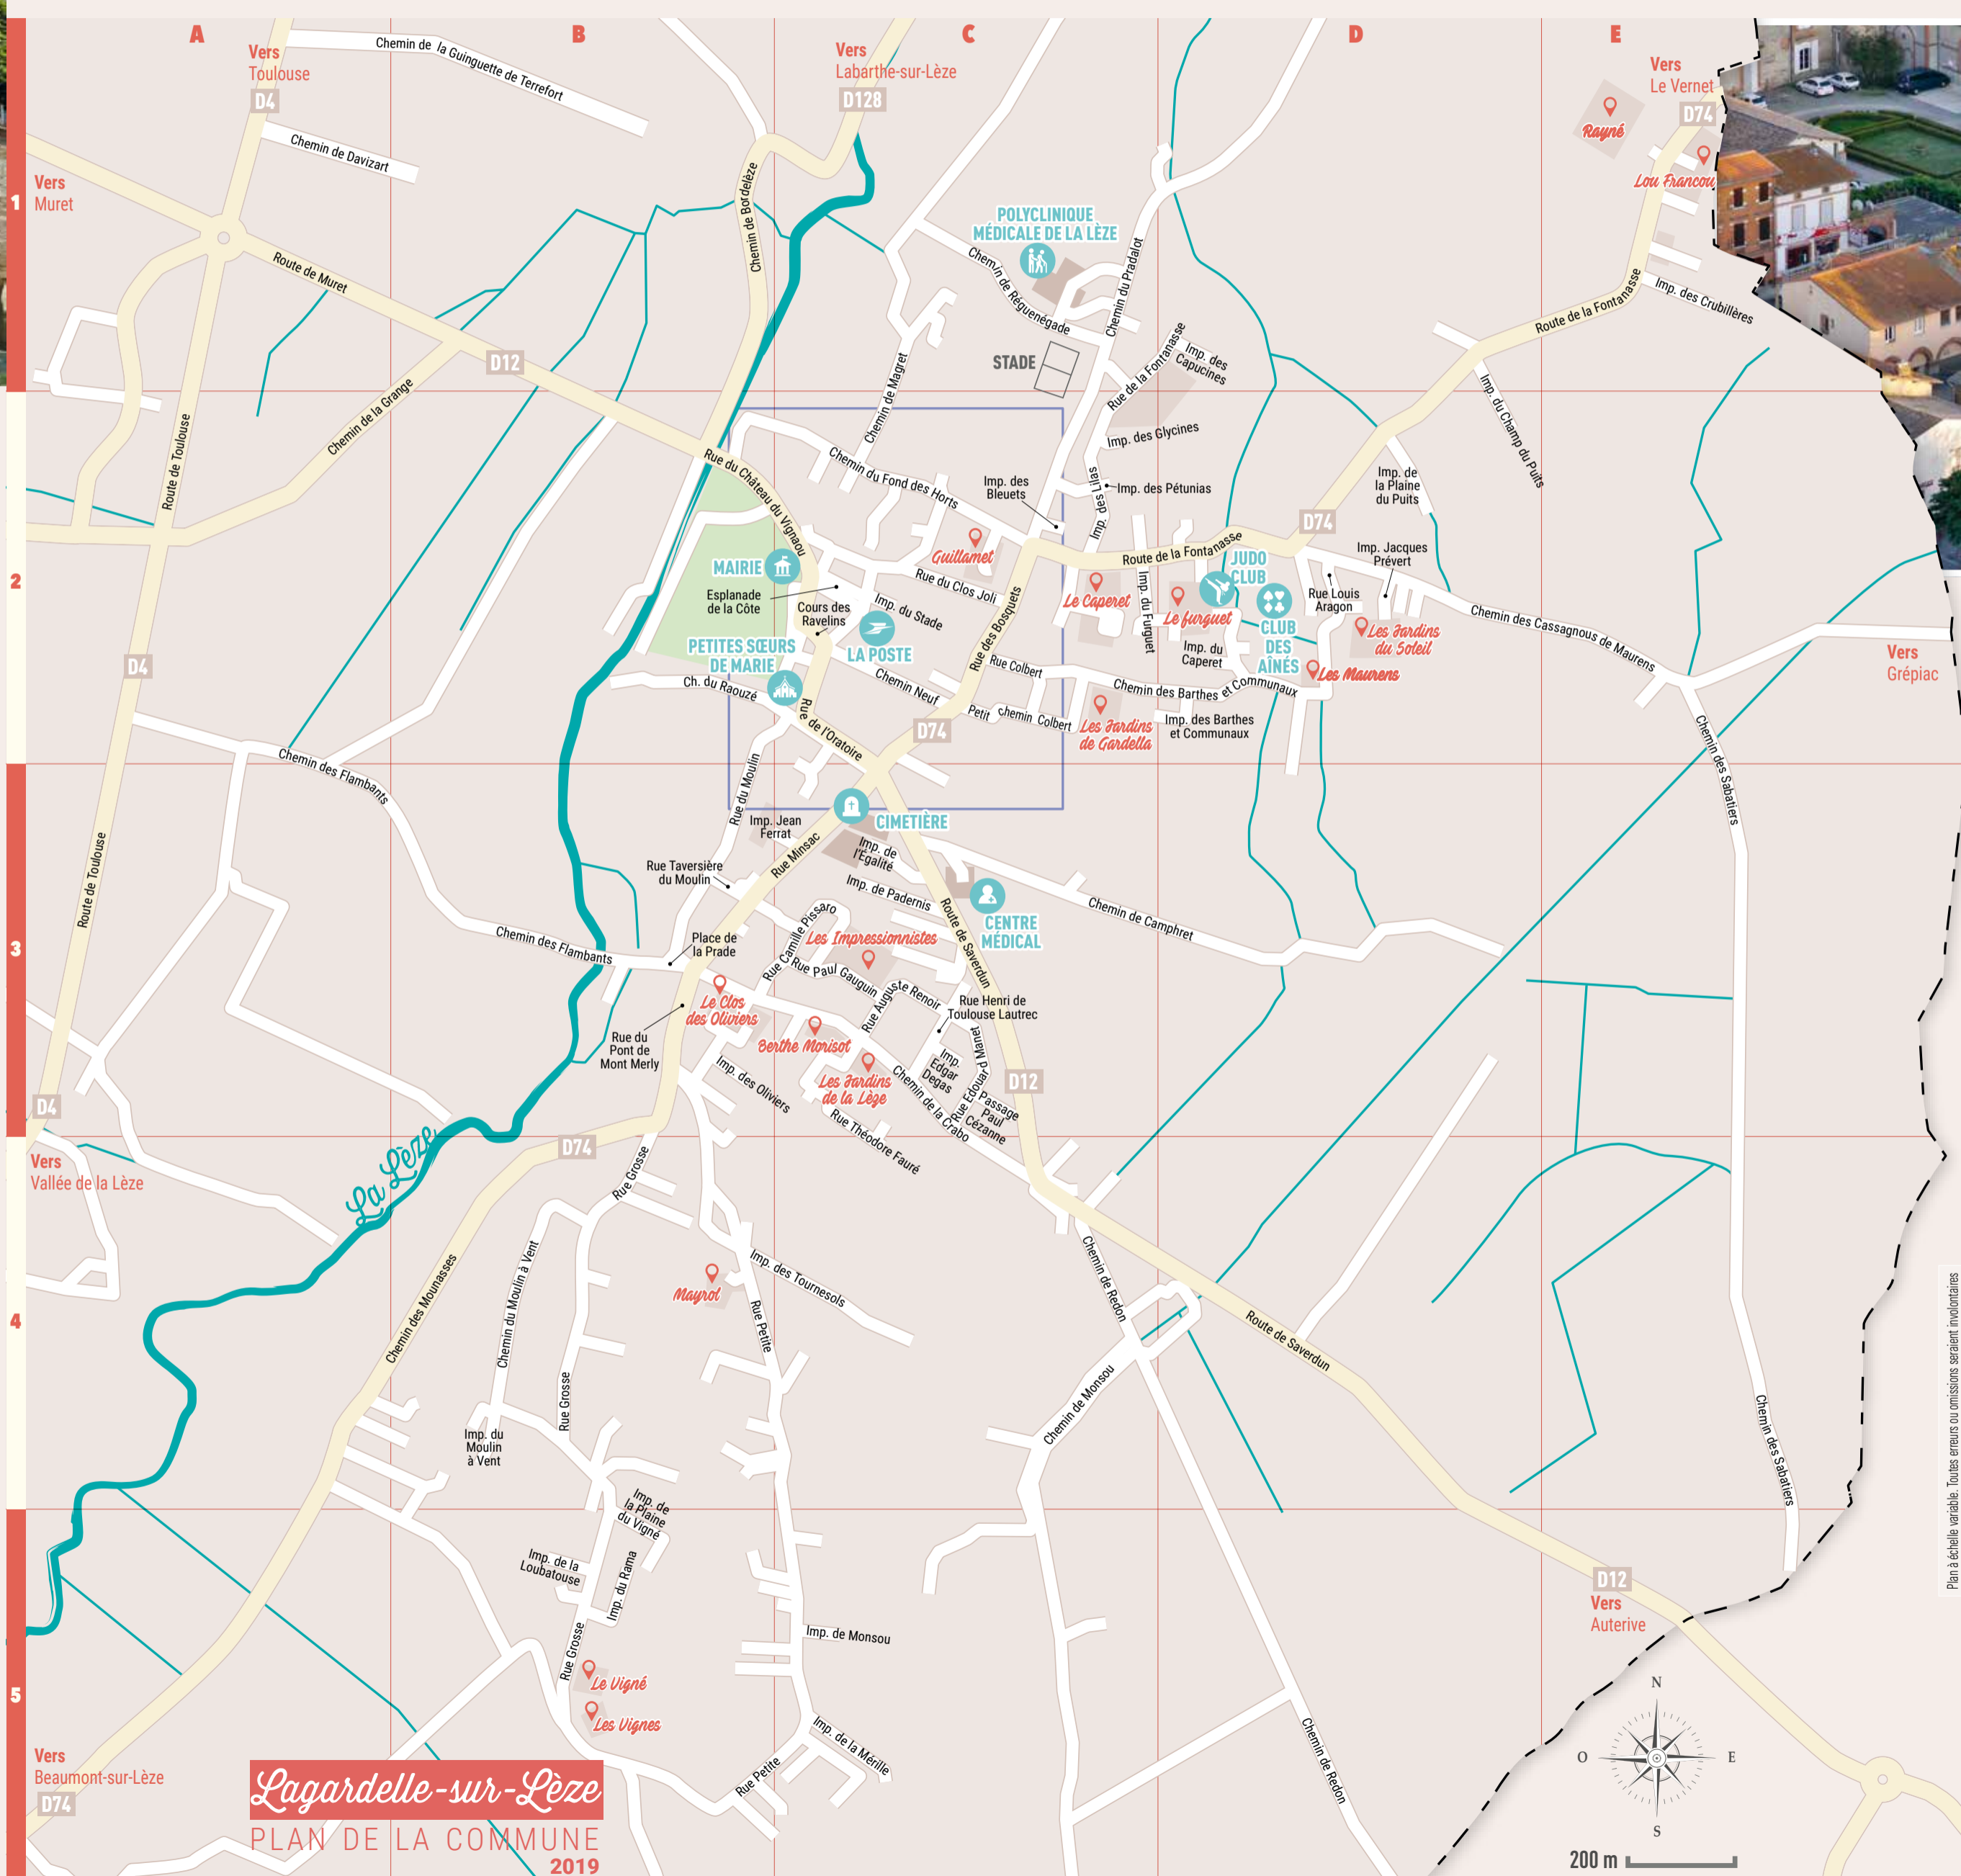 A
B
C
D
E
1
2
3
4
5
Vers
Toulouse
D4
Chemin de la Guinguette de Terrefort
Chemin de Davizart
Vers
Labarthe-sur-Lèze
D128
Vers
Le Vernet
D74
Rayné
Lou Francou
Vers
Muret
Chemin de Bordelèze
Route de Muret
POLYCLINIQUE
MÉDICALE DE LA LÈZE
Chemin de Réguenégade
Chemin du Pradalot
Route de la Fontanasse
Imp. des Crubillères
D12
STADE
Rue de la Fontanasse
Imp. des
Capucines
Chemin de Magret
Chemin de la Grange
Route de Toulouse
Imp. du Champ du Puits
Imp. des Glycines
Rue du Château du Vignaou
Chemin du Fond des Horts
Imp. des
Bleuets
Imp. des Lilas
Imp. des Pétunias
Imp. de
la Plaine
du Puits
D74
Guillamet
Route de la Fontanasse
JUDO
CLUB
Imp. Jacques
Prévert
MAIRIE
Esplanade
de la Côte
Cours des
Ravelins
Rue du Clos Joli
Imp. du Stade
Rue des Bosquets
Le Caperet
Imp. du Furguet
Le furguet
Rue Louis
Aragon
CLUB
DES
AÎNÉS
Les Jardins
du Soleil
Chemin des Cassagnous de Maurens
LA POSTE
PETITES SŒURS
DE MARIE
Imp. du
Caperet
Les Maurens
Vers
Grépiac
D4
Ch. du Raouzé
Chemin Neuf
Rue Colbert
Petit Chemin Colbert
Chemin des Barthes et Communaux
Imp. des Barthes
et Communaux
Les Jardins
de Gardella
Rue de l'Oratoire
D74
Chemin des Flambants
Rue du Moulin
Chemin des Sabatiers
Imp. Jean
Ferrat
CIMETIÈRE
Rue Minsac
Imp. de
l'Égalité
Rue Taversière
du Moulin
Imp. de Padernis
Route de Toulouse
CENTRE
MÉDICAL
Chemin de Camphret
Rue Camille Pissaro
Les Impressionnistes
Route de Saverdun
Place de
la Prade
Chemin des Flambants
Rue Paul Gauguin
Rue Auguste Renoir
Rue Henri de
Toulouse Lautrec
Le Clos
des Oliviers
Rue du
Pont de
Mont Merly
Berthe Morisot
Les Jardins
de la Lèze
Imp. des Oliviers
Imp.
Edgar
Degas
Rue Edouard Manet
D12
Chemin de la Crabo
Passage
Paul
Cézanne
Rue Théodore Fauré
D4
D74
Vers
Vallée de la Lèze
La Lèze
Rue Grosse
Chemin des Mounasses
Chemin du Moulin à Vent
Mayrol
Imp. des Tournesols
Rue Petite
Chemin de Redon
Route de Saverdun
Rue Grosse
Chemin de Monsou
Imp. du
Moulin
à Vent
Chemin des Sabatiers
Imp. de
la Plaine
du Vigné
Imp. de la
Loubatouse
Imp. du Rama
Rue Grosse
Imp. de Monsou
D12
Vers
Auterive
Le Vigné
Les Vignes
Imp. de la Mérille
Rue Petite
Chemin de Redon
Vers
Beaumont-sur-Lèze
D74
Lagardelle-sur-Lèze
PLAN DE LA COMMUNE
2019
N
O
E
S
200 m
Plan à échelle variable. Toutes erreurs ou omissions seraient involontaires